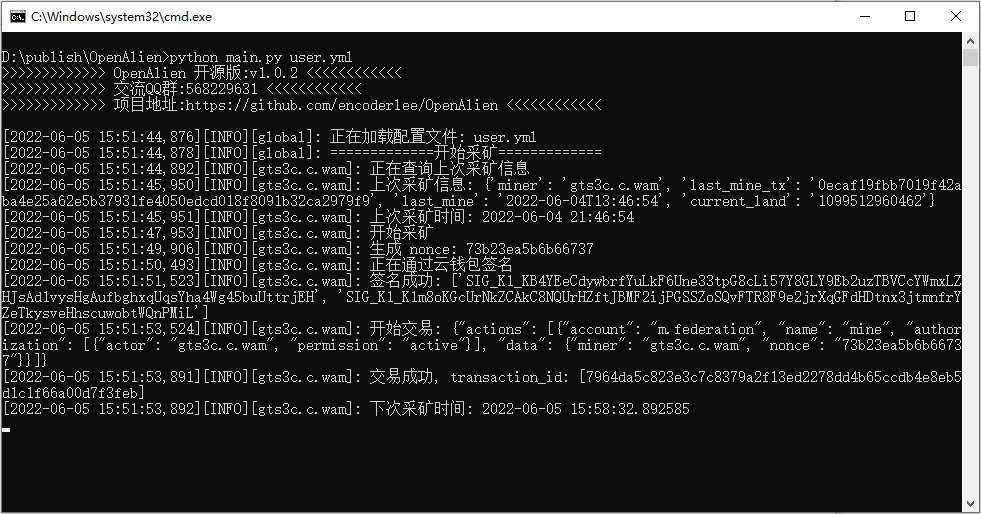 C:\Windows\system32\cmd.exe
D:\publish\OpenAlien>python main.py user.yml
>>>>>>>>>>>>> OpenAlien 开源版:v1.0.2 <<<<<<<<<<<<
>>>>>>>>>>>>> 交流QQ群:568229631 <<<<<<<<<<<<
>>>>>>>>>>>>> 项目地址:https://github.com/encoderlee/OpenAlien <<<<<<<<<<<<
[2022-06-05 15:51:44,876][INFO][global]: 正在加载配置文件: user.yml
[2022-06-05 15:51:44,878][INFO][global]: =============开始采矿=============
[2022-06-05 15:51:44,892][INFO][gts3c.c.wam]: 正在查询上次采矿信息
[2022-06-05 15:51:45,950][INFO][gts3c.c.wam]: 上次采矿信息: {'miner': 'gts3c.c.wam', 'last_mine_tx': '0ecaf19fbb7019f42a
ba4e25a62e5b37931fe4050edcd018f8091b32ca2979f9', 'last_mine': '2022-06-04T13:46:54', 'current_land': '1099512960462'}
[2022-06-05 15:51:45,951][INFO][gts3c.c.wam]: 上次采矿时间: 2022-06-04 21:46:54
[2022-06-05 15:51:47,953][INFO][gts3c.c.wam]: 开始采矿
[2022-06-05 15:51:49,906][INFO][gts3c.c.wam]: 生成 nonce: 73b23ea5b6b66737
[2022-06-05 15:51:50,493][INFO][gts3c.c.wam]: 正在通过云钱包签名
[2022-06-05 15:51:51,523][INFO][gts3c.c.wam]: 签名成功: ['SIG_K1_KB4YEeCdywbrfYuLkF6Une33tpG8cLi57Y8GLY9Eb2uzTBVCcYWmxLZ
HJsAd1vysHgAufbghxqUqsYha4Wg45buUttrjEH', 'SIG_K1_K1m8oKGcUrNkZCAkC8NQUrHZftJBMF2ijPGSSZoSQvFTR8F9e2jrXqGFdHDtnx3jtmnfrY
ZeTkysveHhscuwobtWQnPMiL']
[2022-06-05 15:51:53,524][INFO][gts3c.c.wam]: 开始交易: {"actions": [{"account": "m.federation", "name": "mine", "author
ization": [{"actor": "gts3c.c.wam", "permission": "active"}], "data": {"miner": "gts3c.c.wam", "nonce": "73b23ea5b6b6673
7"}}]}
[2022-06-05 15:51:53,891][INFO][gts3c.c.wam]: 交易成功, transaction_id: [7964da5c823e3c7c8379a2f13ed2278dd4b65ccdb4e8eb5
d1c1f66a00d7f3feb]
[2022-06-05 15:51:53,892][INFO][gts3c.c.wam]: 下次采矿时间: 2022-06-05 15:58:32.892585